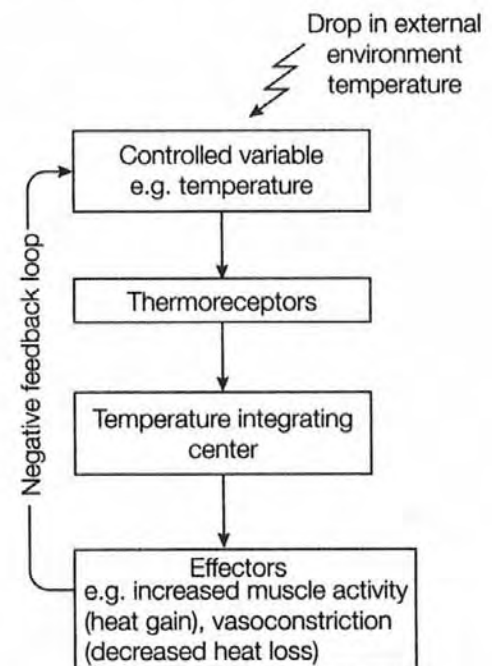 Drop in external
environment
temperature
Controlled variable
e.g. temperature
Negative feedback loop
Thermoreceptors
Temperature integrating
center
Effectors
e.g. increased muscle activity
(heat gain), vasoconstriction
(decreased heat loss)